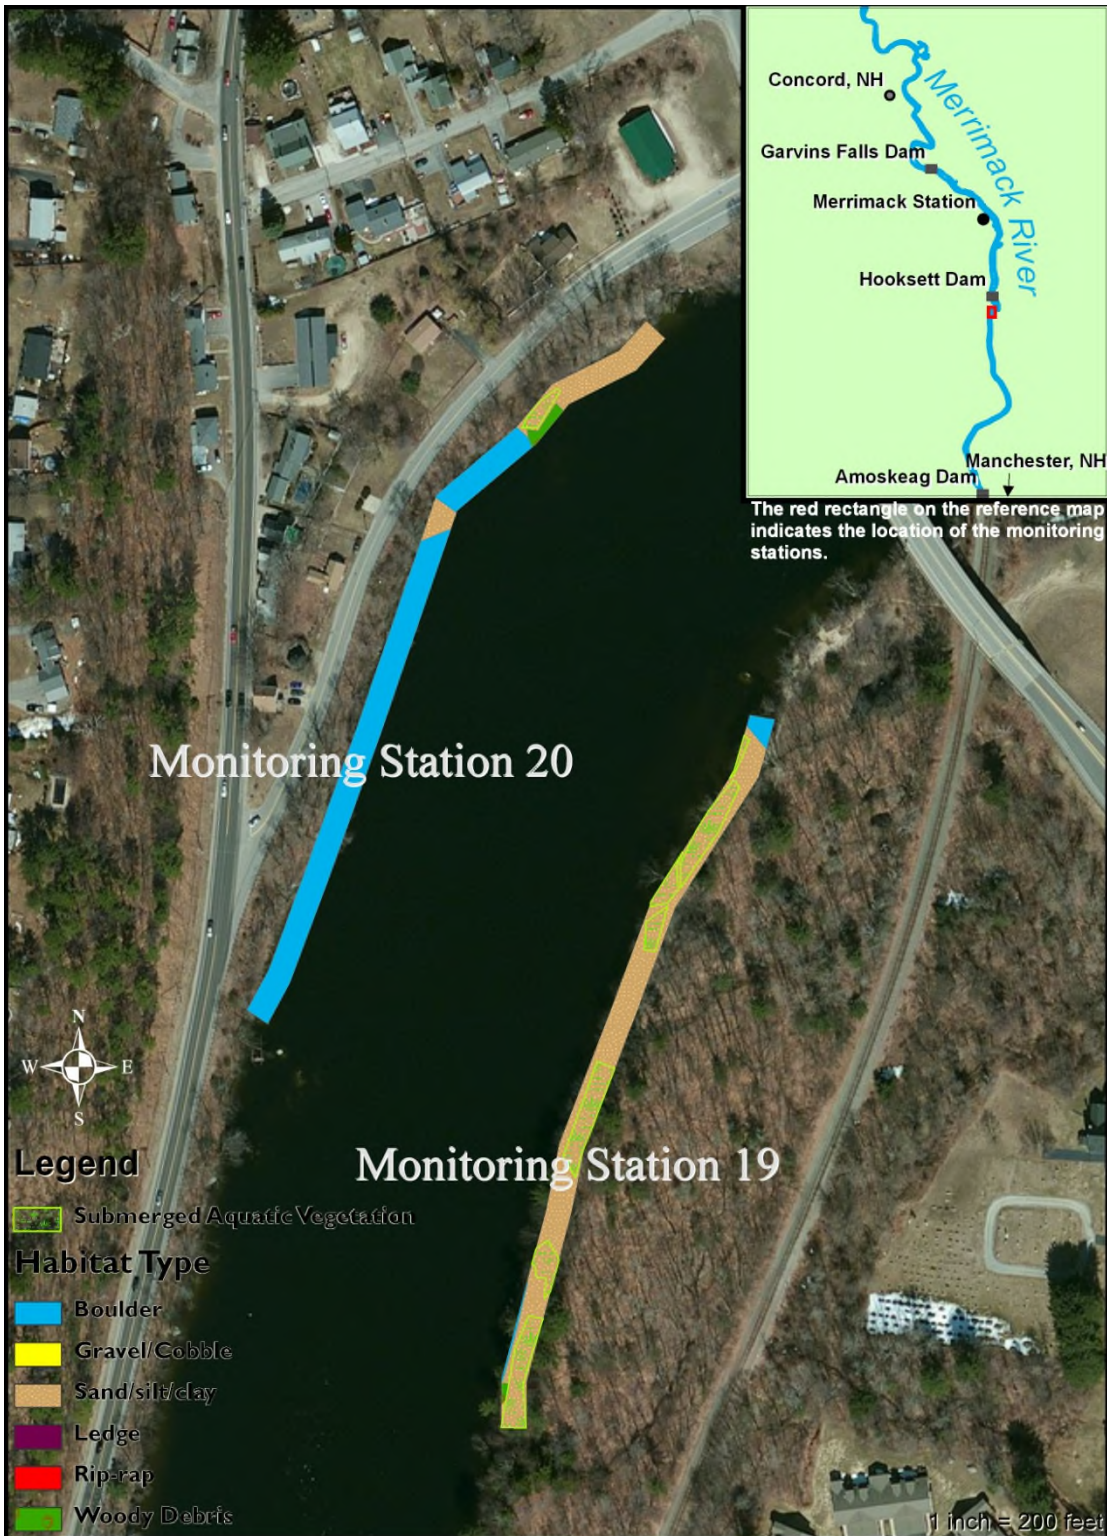 Concord, NH
Merrimack River
Garvins Falls Dam
Merrimack Station
Hooksett Dam
Manchester, NH
Amoskeag Dam
The red rectangle on the reference map
indicates the location of the monitoring
stations.
Monitoring Station 20
Monitoring Station 19
N
W
E
S
Legend
Submerged Aquatic Vegetation
Habitat Type
Boulder
Gravel/Cobble
Sand/silt/clay
Ledge
Rip-rap
Woody Debris
1 inch = 200 feet